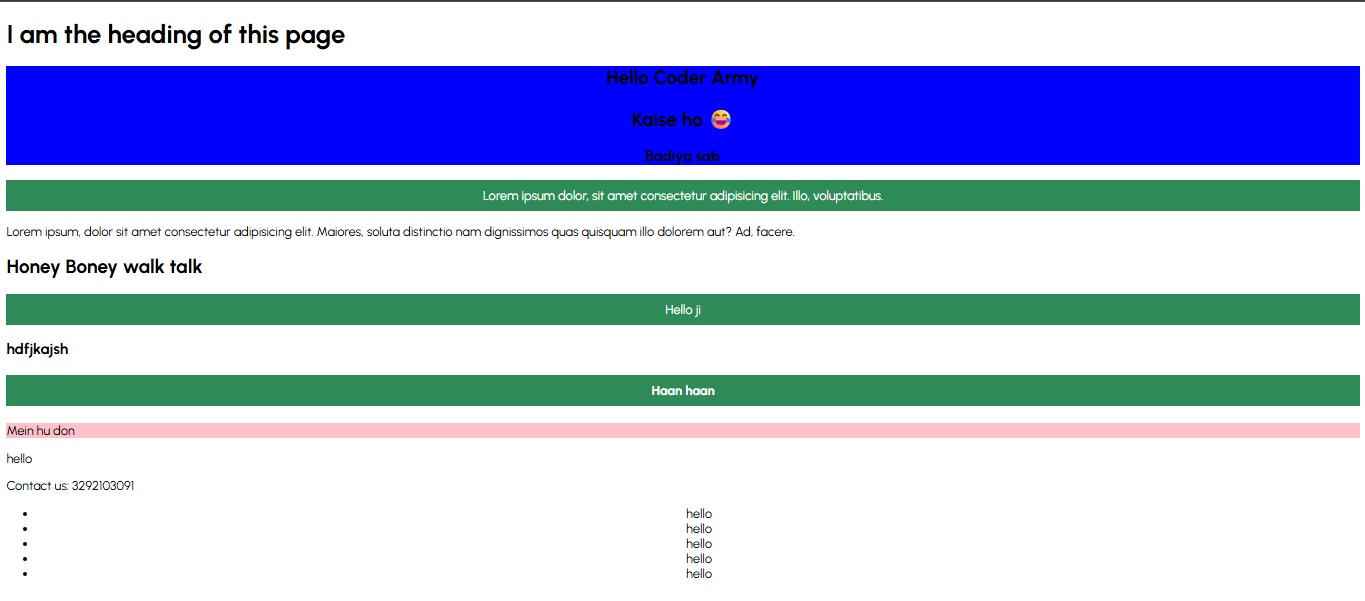 I am the heading of this page
Hello Coder Army
Kaise ho 😂
Badiya sab
Lorem ipsum dolor, sit amet consectetur adipisicing elit. Illo, voluptatibus.
Lorem ipsum, dolor sit amet consectetur adipisicing elit. Maiores, soluta distinctio nam dignissimos quas quisquam illo dolorem aut? Ad, facere.
Honey Boney walk talk
Hello ji
hdfjkajsh
Haan haan
Mein hu don
hello
Contact us: 3292103091
• hello
• hello
• hello
• hello
• hello